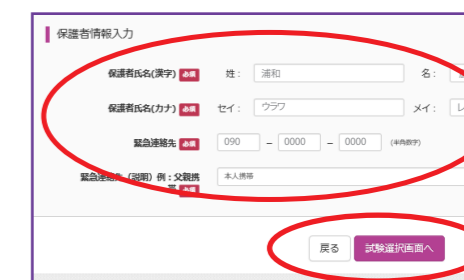 保護者情報入力
保護者氏名(漢字) 必須 姓: 浦和 名:
保護者氏名(カナ) 必須 セイ: ウラワ メイ: レ
緊急連絡先 必須 090 - 0000 - 0000 (半角数字)
緊急連絡先 (説明) 例:父親携 本人携帯
帯 必須
戻る 試験選択画面へ